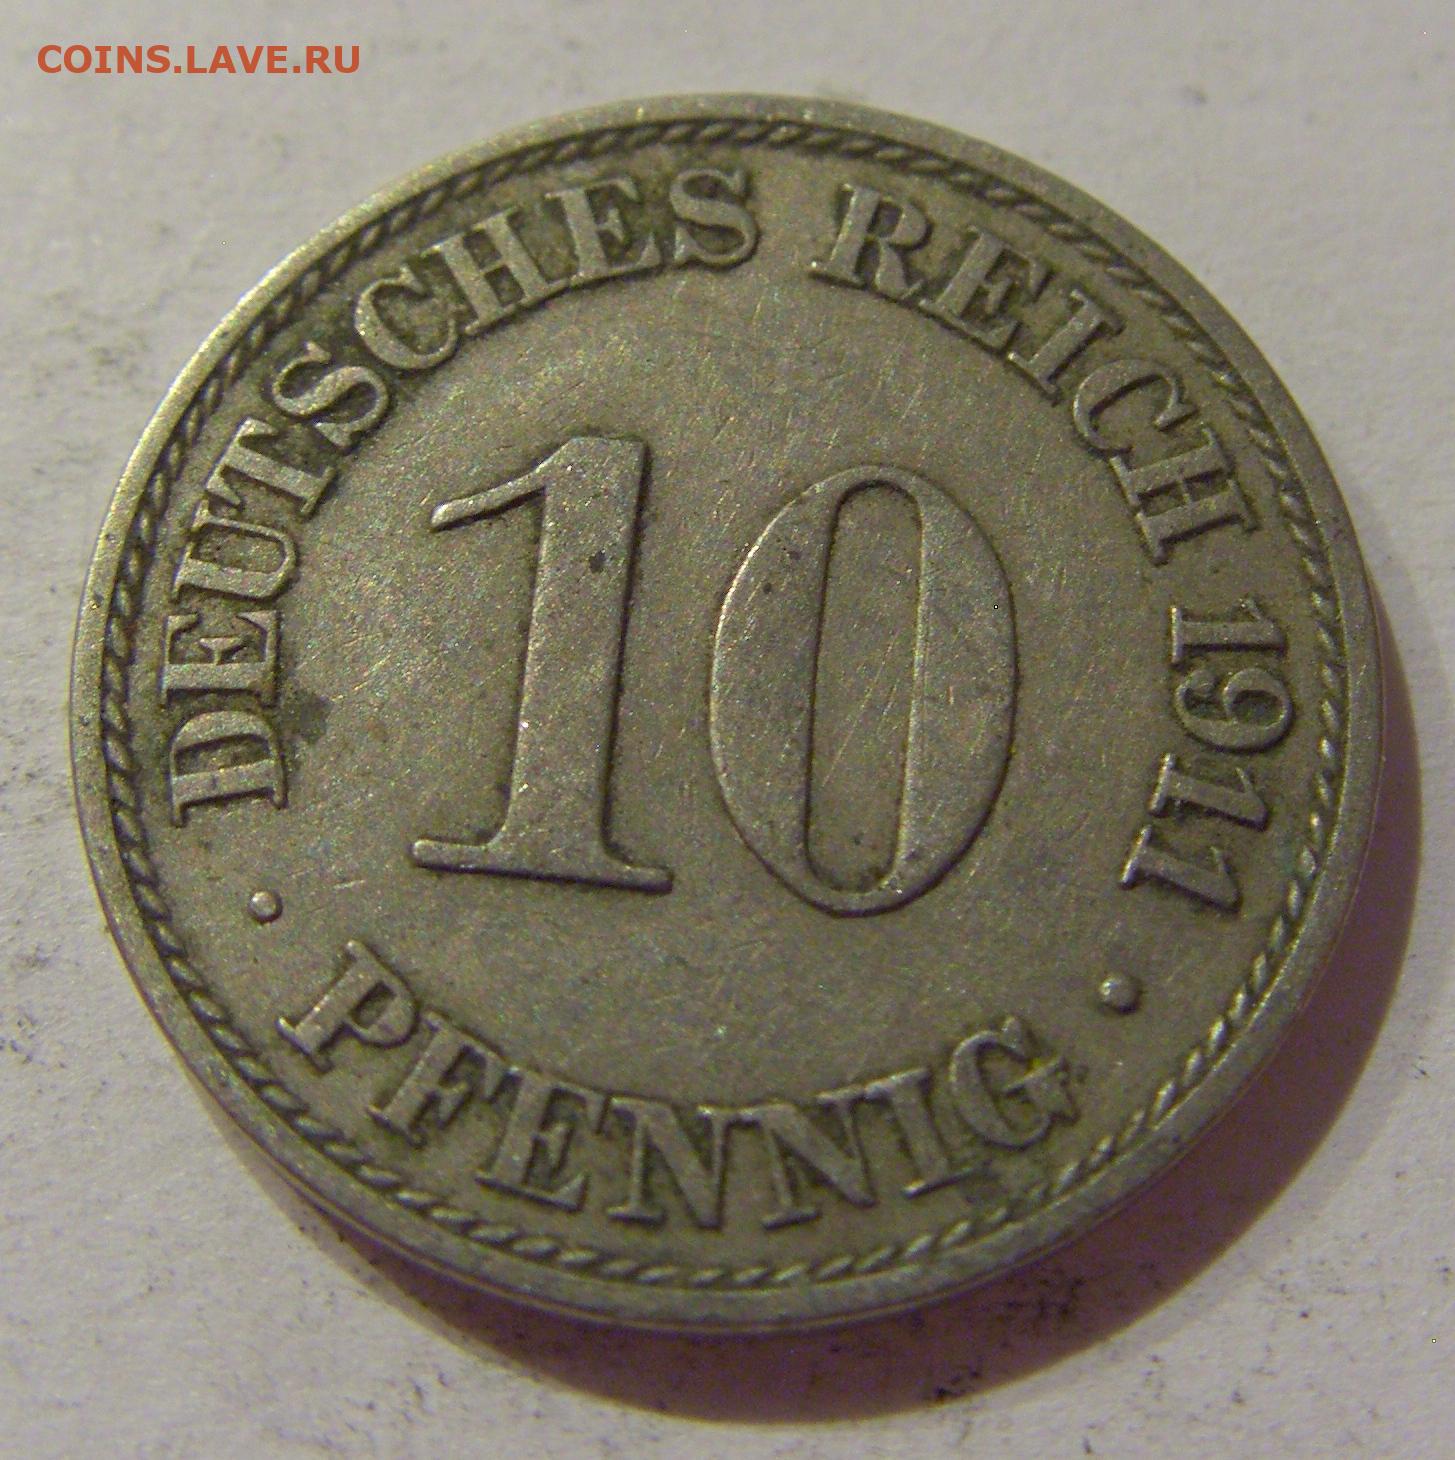 COINS.LAVE.RU
DEUTSCHES REICH 1911
10
· PFENNIG ·